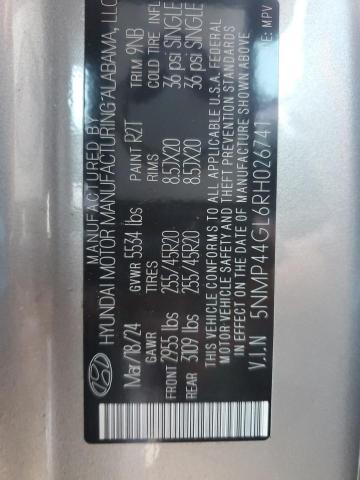 MANUFACTURED BY
HYUNDAI MOTOR MANUFACTURING ALABAMA, LLC
Mar/18/24 GVWR 5534 lbs PAINT R2T TRIM 9NB
GAWR TIRES RIMS COLD TIRE INFL
FRONT 2955 lbs 255/45R20 8.5JX20 36 psi SINGLE
REAR 3109 lbs 255/45R20 8.5JX20 36 psi SINGLE
THIS VEHICLE CONFORMS TO ALL APPLICABLE U.S.A. FEDERAL
MOTOR VEHICLE SAFETY AND THEFT PREVENTION STANDARDS
IN EFFECT ON THE DATE OF MANUFACTURE SHOWN ABOVE.
V.I.N 5NMP44GL6RH026741 E: MPV